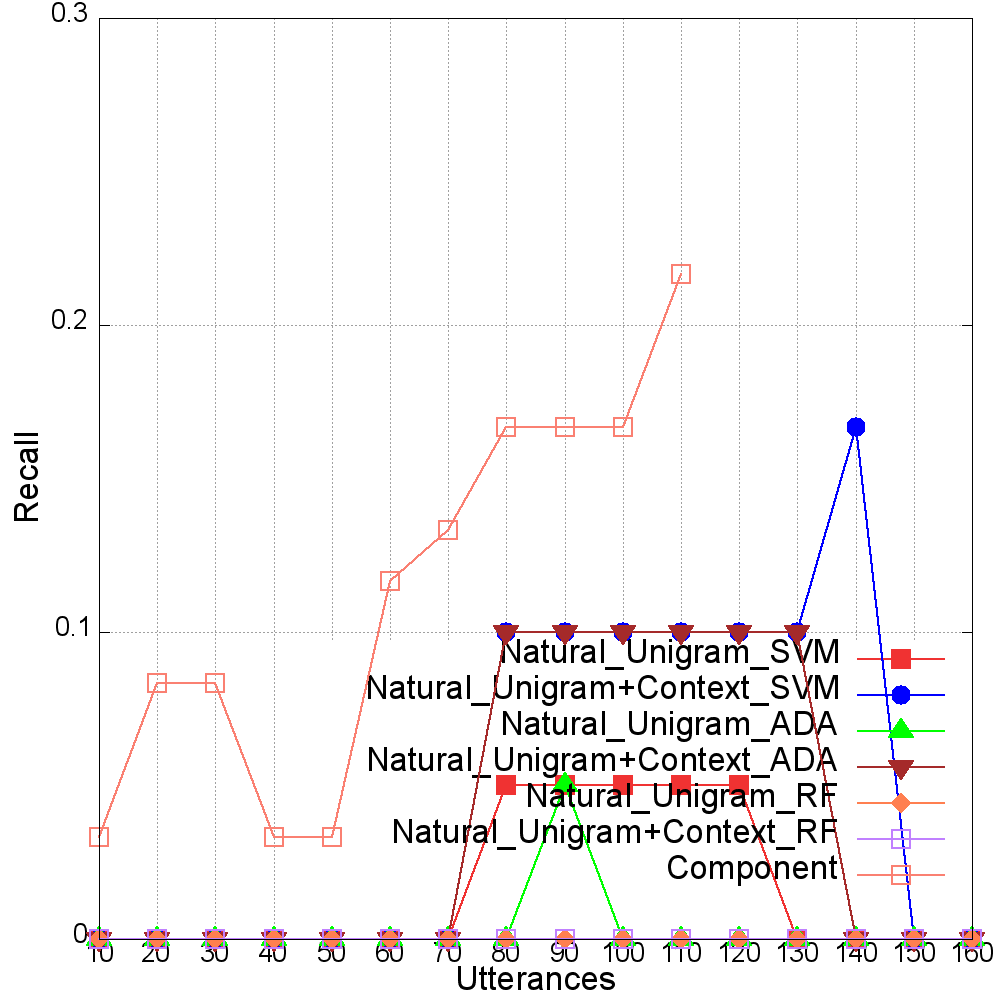 0.3
0.2
0.1
0
Recall
Natural_Unigram_SVM
Natural_Unigram+Context_SVM
Natural_Unigram_ADA
Natural_Unigram+Context_ADA
Natural_Unigram_RF
Natural_Unigram+Context_RF
Component
10 20 30 40 50 60 70 80 90 100 110 120 130 140 150 160
Utterances